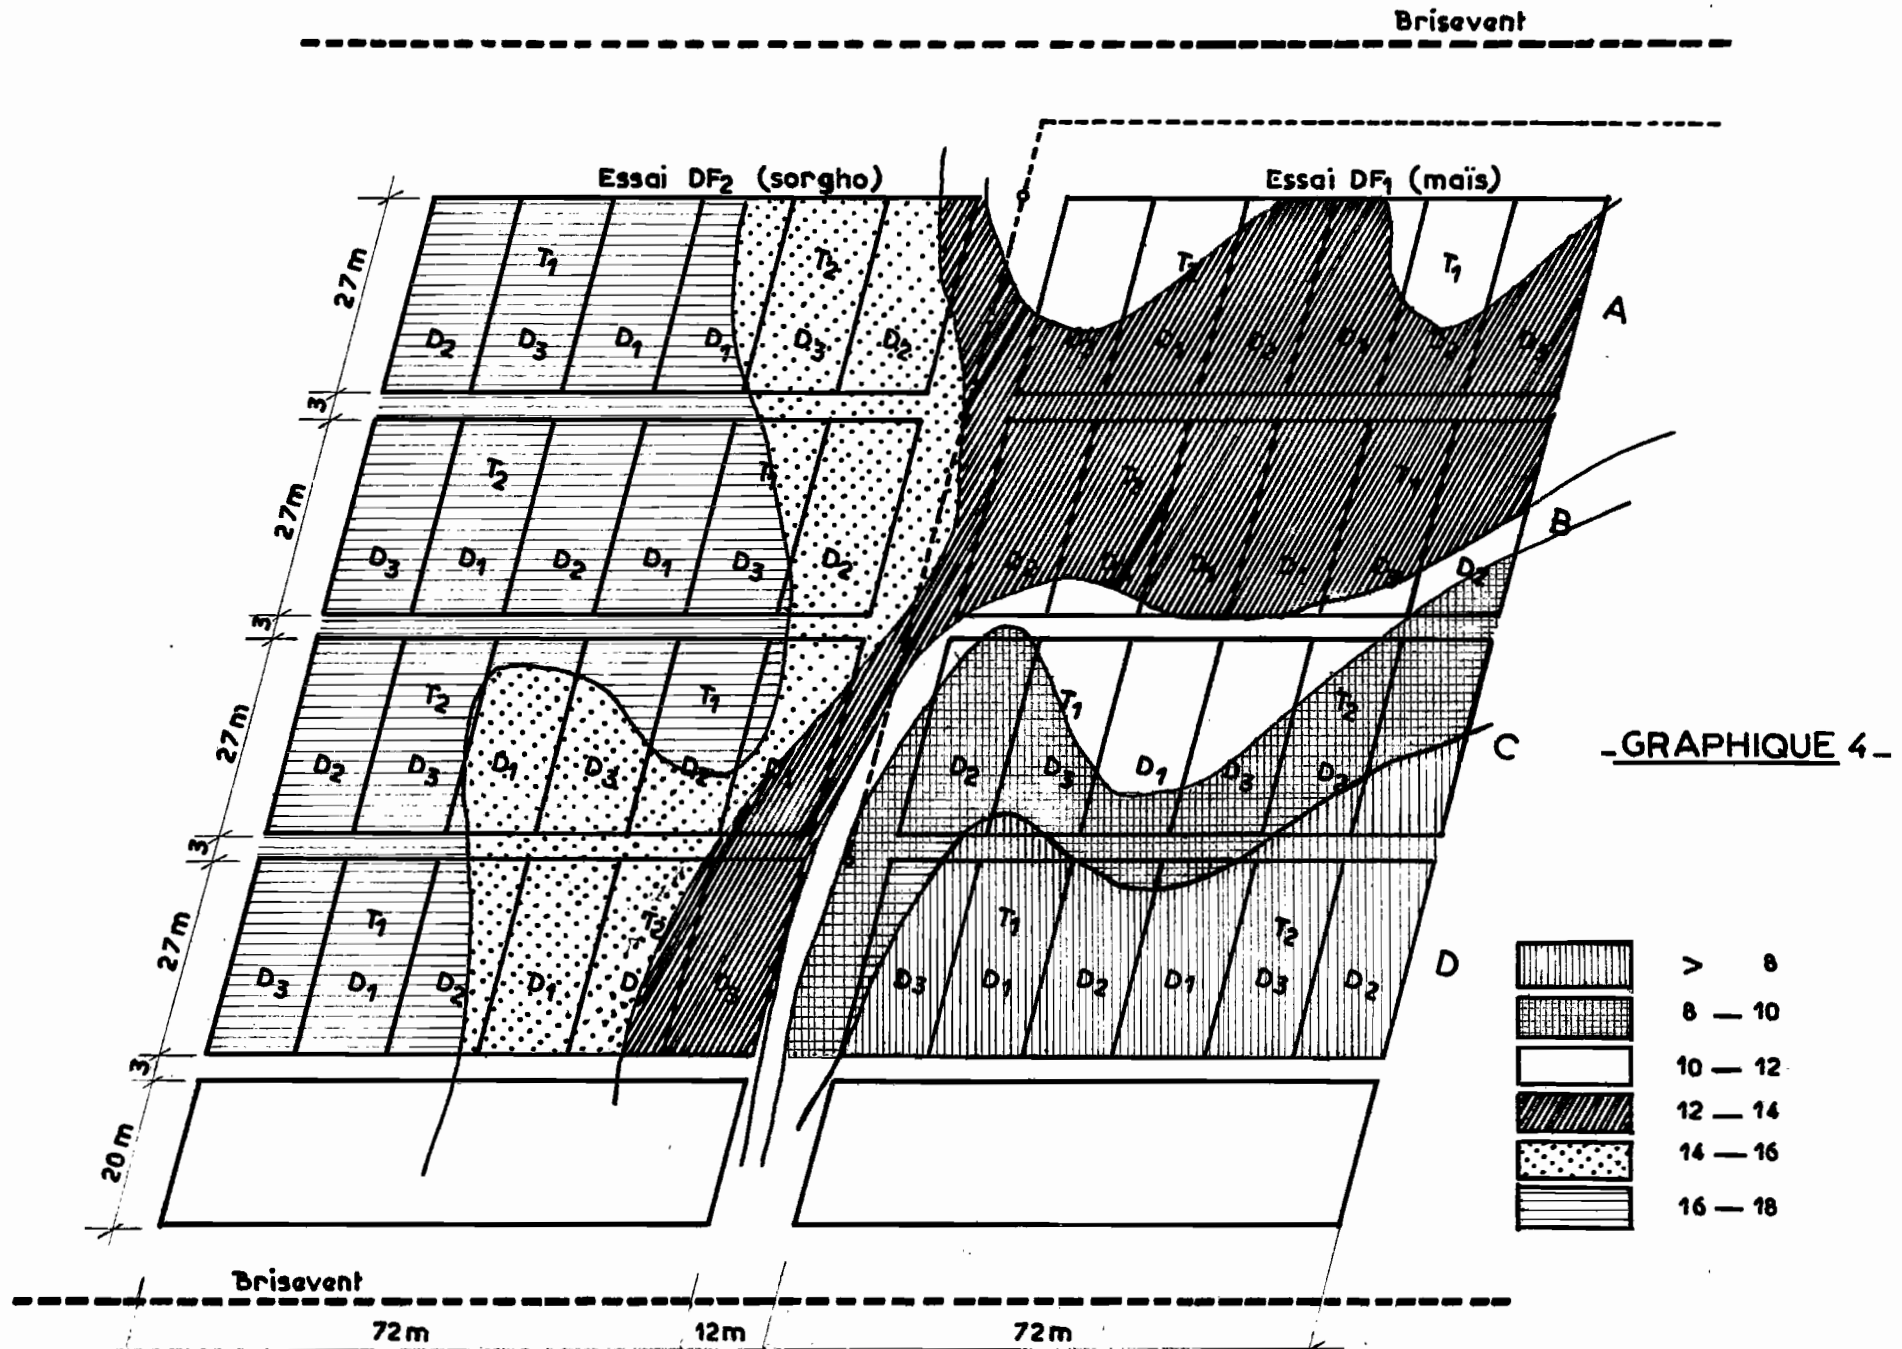 Brisevent
Essai DF2 (sorgho)
Essai DF1 (maïs)
27m
T1 T2 T1
D2 D3 D1 D1 D3 D2
A
3
27m
T2
D3 D1 D2 D1 D3 D2
D2
B
3
27m
T2 T1 T1 T2
D2 D3 D1 D3 D2 D2 D3 D1 D3 D3
C
- GRAPHIQUE 4 -
3
27m
T1 T2 T1 T2
D3 D1 D2 D1 D D3 D3 D1 D2 D1 D3 D2
D
> 8
8 — 10
10 — 12
12 — 14
14 — 16
16 — 18
3
20m
Brisevent
72m 12m 72m